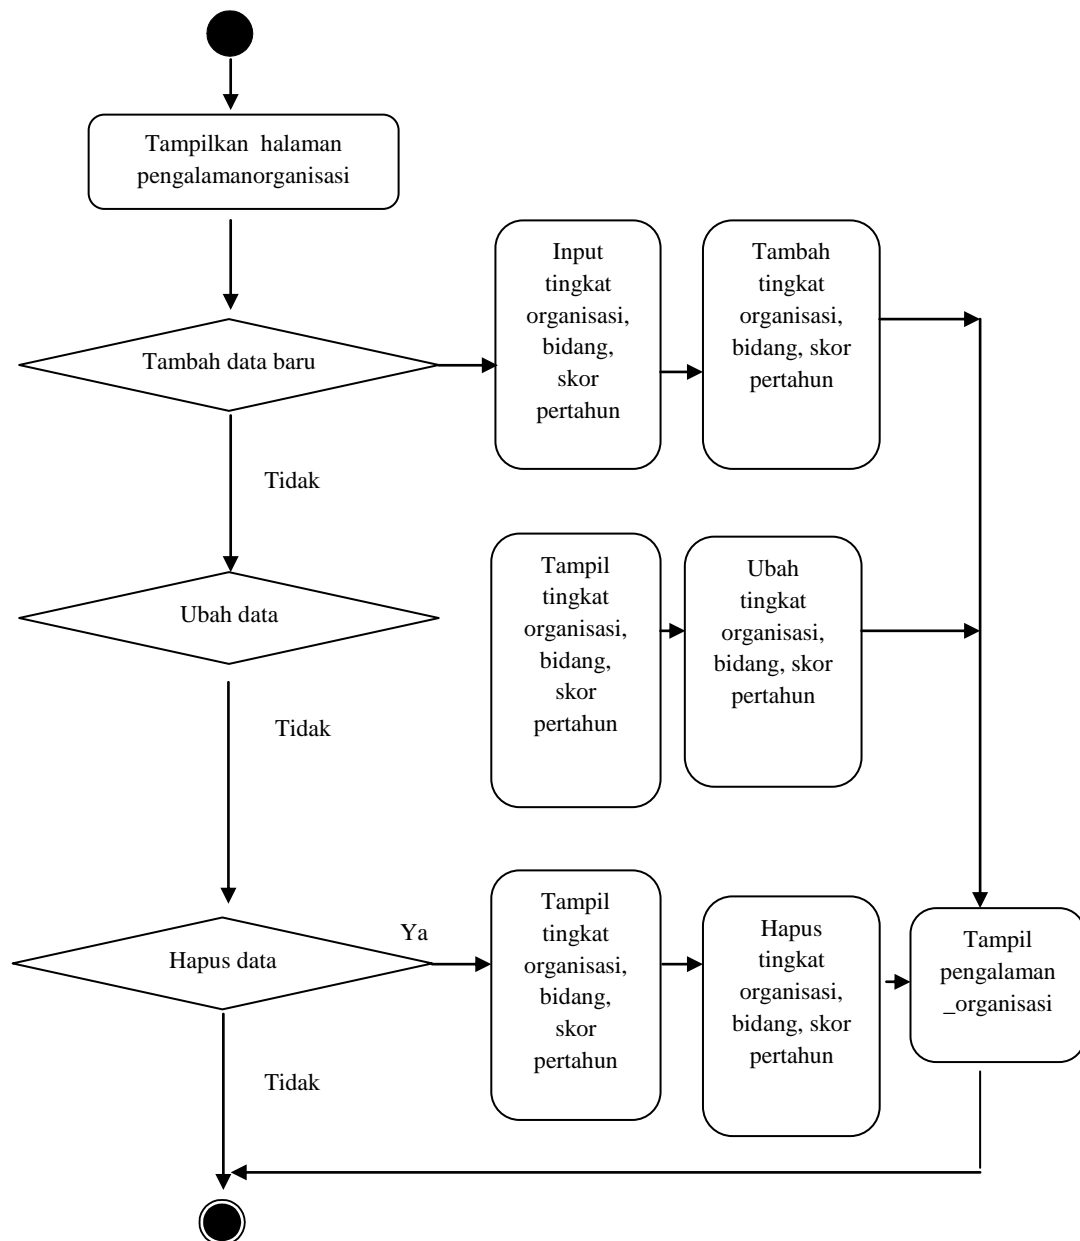 Tampilkan halaman
pengalamanorganisasi
Tambah data baru
Input
tingkat
organisasi,
bidang,
skor
pertahun
Tambah
tingkat
organisasi,
bidang, skor
pertahun
Tidak
Ubah data
Tampil
tingkat
organisasi,
bidang,
skor
pertahun
Ubah
tingkat
organisasi,
bidang, skor
pertahun
Tidak
Hapus data
Ya
Tampil
tingkat
organisasi,
bidang,
skor
pertahun
Hapus
tingkat
organisasi,
bidang, skor
pertahun
Tampil
pengalaman
_organisasi
Tidak